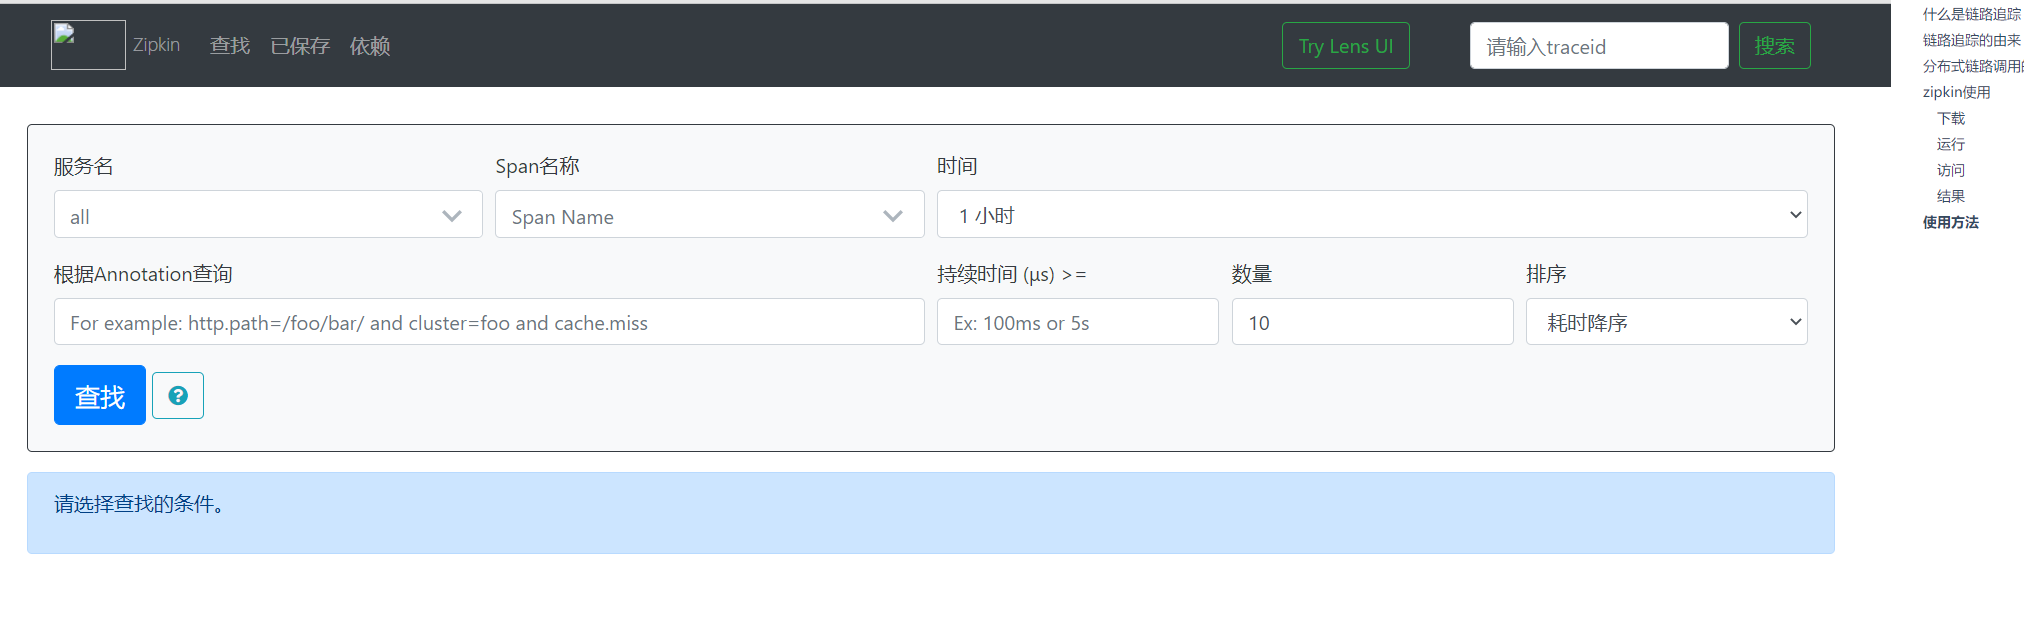 Zipkin 查找 已保存 依赖 Try Lens UI 请输入traceid 搜索
服务名 Span名称 时间
all Span Name 1 小时
根据Annotation查询 持续时间 (μs) >= 数量 排序
For example: http.path=/foo/bar/ and cluster=foo and cache.miss Ex: 100ms or 5s 10 耗时降序
查找
请选择查找的条件。
什么是链路追踪
链路追踪的由来
分布式链路调用的
zipkin使用
下载
运行
访问
结果
使用方法